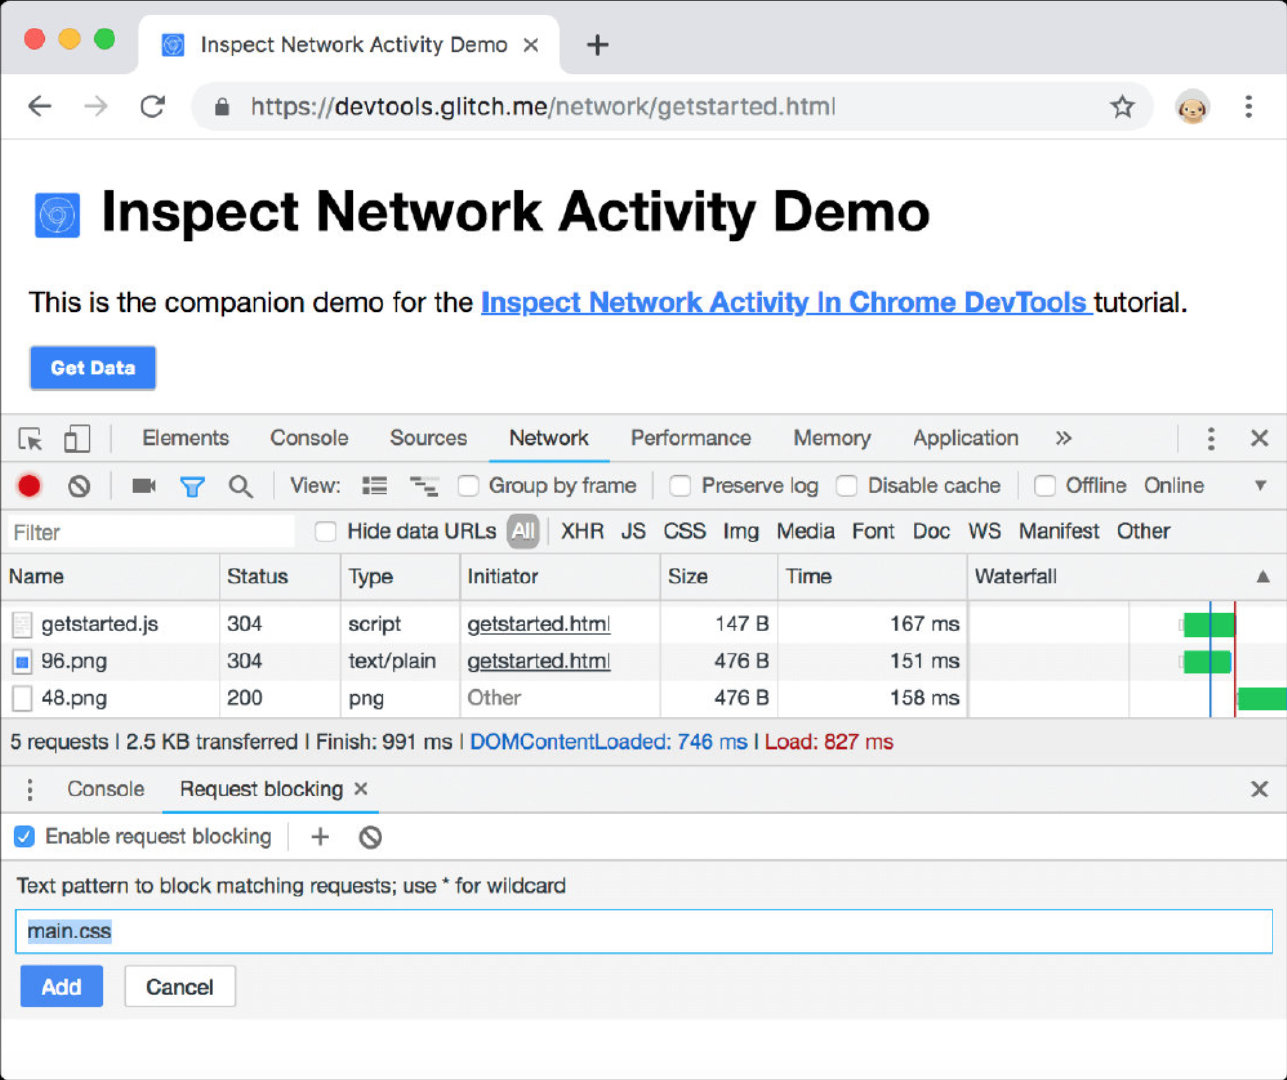 Inspect Network Activity Demo
https://devtools.glitch.me/network/getstarted.html
Inspect Network Activity Demo
This is the companion demo for the Inspect Network Activity In Chrome DevTools tutorial.
Get Data
Elements Console Sources Network Performance Memory Application »
View: Group by frame Preserve log Disable cache Offline Online
Filter Hide data URLs All XHR JS CSS Img Media Font Doc WS Manifest Other
Name Status Type Initiator Size Time Waterfall
getstarted.js 304 script getstarted.html 147 B 167 ms
96.png 304 text/plain getstarted.html 476 B 151 ms
48.png 200 png Other 476 B 158 ms
5 requests | 2.5 KB transferred | Finish: 991 ms | DOMContentLoaded: 746 ms | Load: 827 ms
Console Request blocking
Enable request blocking
Text pattern to block matching requests; use * for wildcard
main.css
Add Cancel